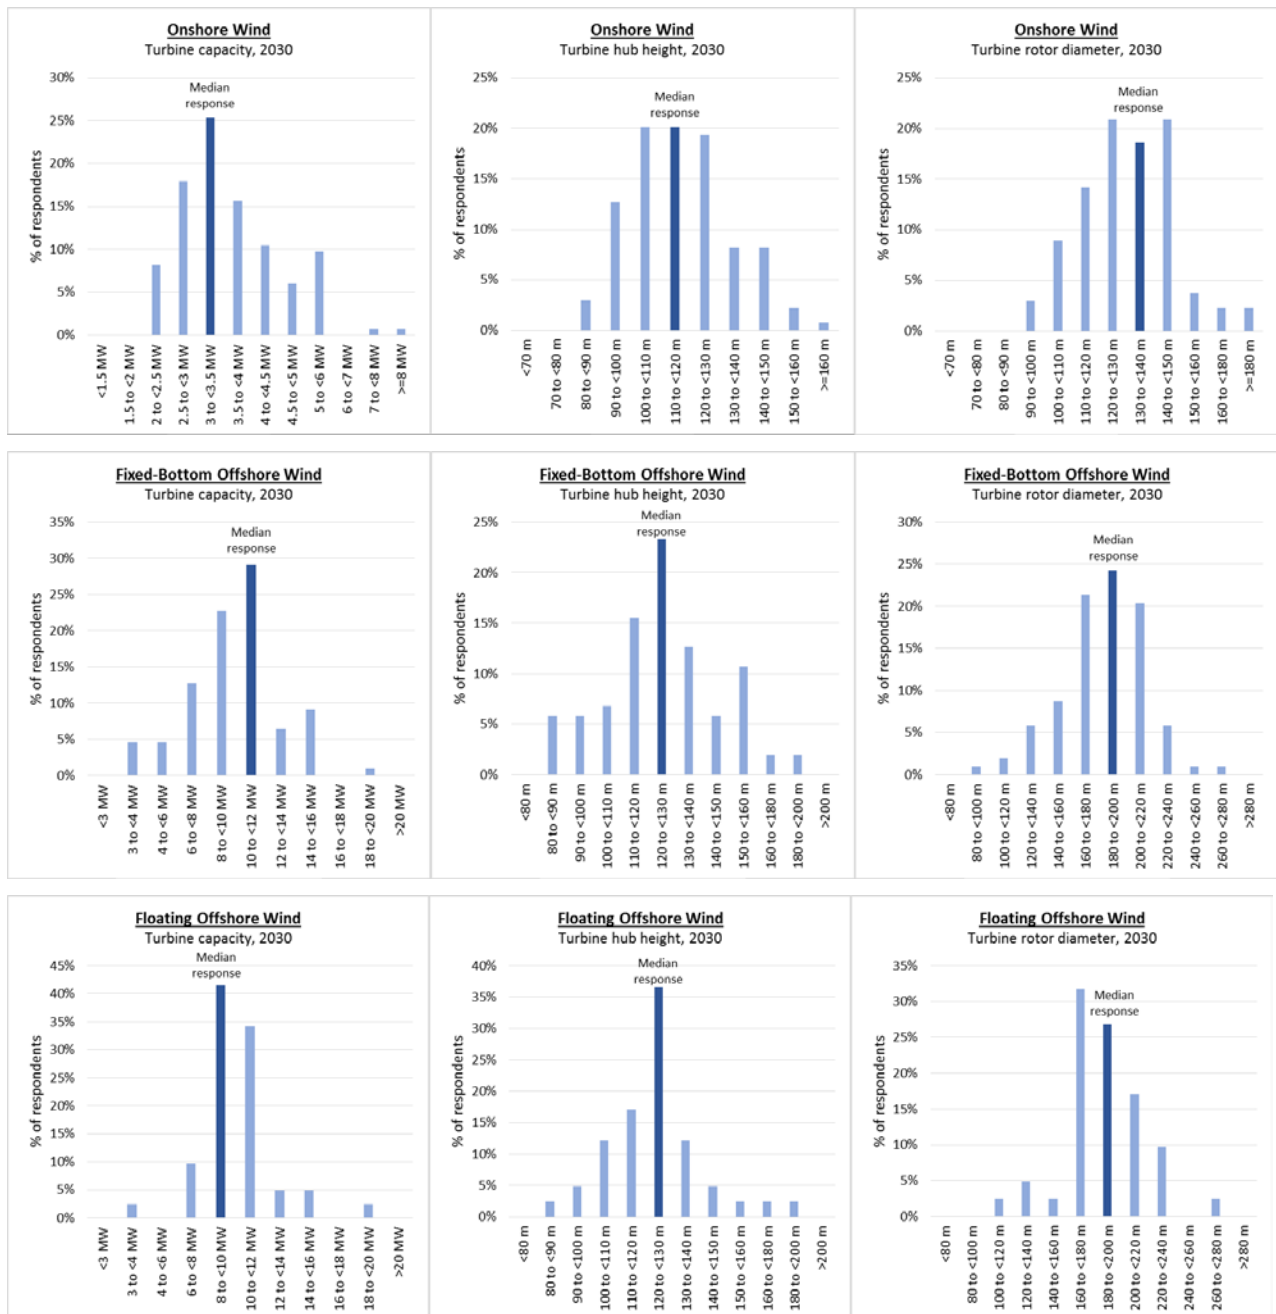 Onshore Wind
Turbine capacity, 2030
Median
response
% of respondents
30%
25%
20%
15%
10%
5%
0%
<1.5 MW
1.5 to <2 MW
2 to <2.5 MW
2.5 to <3 MW
3 to <3.5 MW
3.5 to <4 MW
4 to <4.5 MW
4.5 to <5 MW
5 to <6 MW
6 to <7 MW
7 to <8 MW
>=8 MW
Onshore Wind
Turbine hub height, 2030
Median
response
% of respondents
25%
20%
15%
10%
5%
0%
<70 m
70 to <80 m
80 to <90 m
90 to <100 m
100 to <110 m
110 to <120 m
120 to <130 m
130 to <140 m
140 to <150 m
150 to <160 m
>=160 m
Onshore Wind
Turbine rotor diameter, 2030
Median
response
% of respondents
25%
20%
15%
10%
5%
0%
<70 m
70 to <80 m
80 to <90 m
90 to <100 m
100 to <110 m
110 to <120 m
120 to <130 m
130 to <140 m
140 to <150 m
150 to <160 m
160 to <180 m
>=180 m
Fixed-Bottom Offshore Wind
Turbine capacity, 2030
Median
response
% of respondents
35%
30%
25%
20%
15%
10%
5%
0%
<3 MW
3 to <4 MW
4 to <6 MW
6 to <8 MW
8 to <10 MW
10 to <12 MW
12 to <14 MW
14 to <16 MW
16 to <18 MW
18 to <20 MW
>20 MW
Fixed-Bottom Offshore Wind
Turbine hub height, 2030
Median
response
% of respondents
25%
20%
15%
10%
5%
0%
<80 m
80 to <90 m
90 to <100 m
100 to <110 m
110 to <120 m
120 to <130 m
130 to <140 m
140 to <150 m
150 to <160 m
160 to <180 m
180 to <200 m
>200 m
Fixed-Bottom Offshore Wind
Turbine rotor diameter, 2030
Median
response
% of respondents
30%
25%
20%
15%
10%
5%
0%
<80 m
80 to <100 m
100 to <120 m
120 to <140 m
140 to <160 m
160 to <180 m
180 to <200 m
200 to <220 m
220 to <240 m
240 to <260 m
260 to <280 m
>280 m
Floating Offshore Wind
Turbine capacity, 2030
Median
response
% of respondents
45%
40%
35%
30%
25%
20%
15%
10%
5%
0%
<3 MW
3 to <4 MW
4 to <6 MW
6 to <8 MW
8 to <10 MW
10 to <12 MW
12 to <14 MW
14 to <16 MW
16 to <18 MW
18 to <20 MW
>20 MW
Floating Offshore Wind
Turbine hub height, 2030
Median
response
% of respondents
40%
35%
30%
25%
20%
15%
10%
5%
0%
<80 m
80 to <90 m
90 to <100 m
100 to <110 m
110 to <120 m
120 to <130 m
130 to <140 m
140 to <150 m
150 to <160 m
160 to <180 m
180 to <200 m
>200 m
Floating Offshore Wind
Turbine rotor diameter, 2030
Median
response
% of respondents
35%
30%
25%
20%
15%
10%
5%
0%
<80 m
80 to <100 m
100 to <120 m
120 to <140 m
140 to <160 m
160 to <180 m
180 to <200 m
200 to <220 m
220 to <240 m
240 to <260 m
260 to <280 m
>280 m